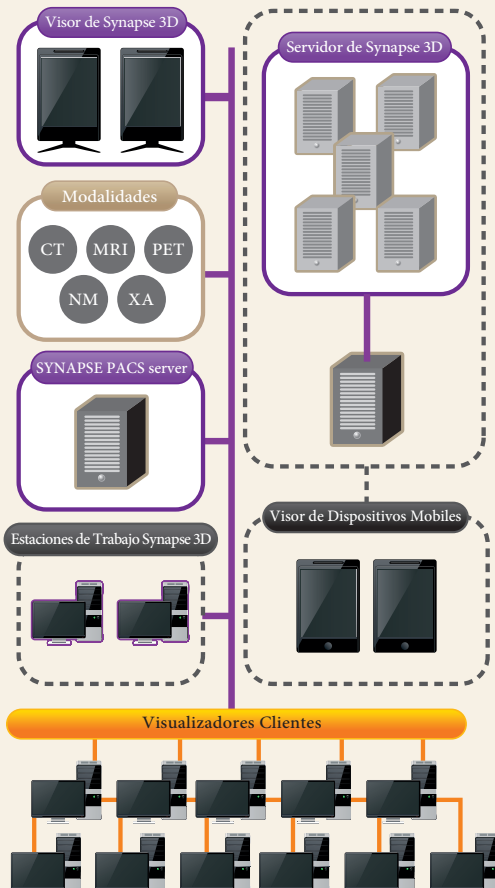 Visor de Synapse 3D
Servidor de Synapse 3D
Modalidades
CT MRI PET
NM XA
SYNAPSE PACS server
Visor de Dispositivos Mobiles
Estaciones de Trabajo Synapse 3D
Visualizadores Clientes